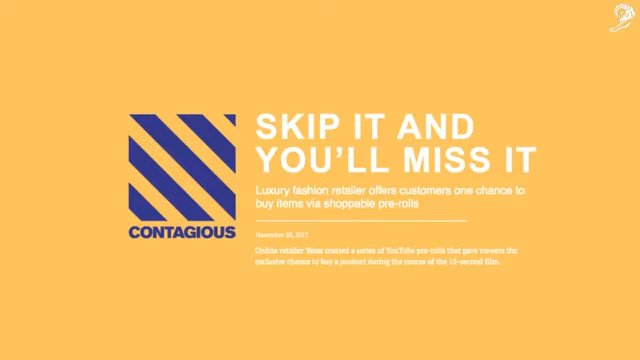 SKIP IT AND
YOU'LL MISS IT
Luxury fashion retailer offers customers one chance to
buy items via shoppable pre-rolls
CONTAGIOUS
November 30, 2017
Online retailer Yoox created a series of YouTube pre-rolls that gave viewers the
exclusive chance to buy a product during the course of the 15-second film.